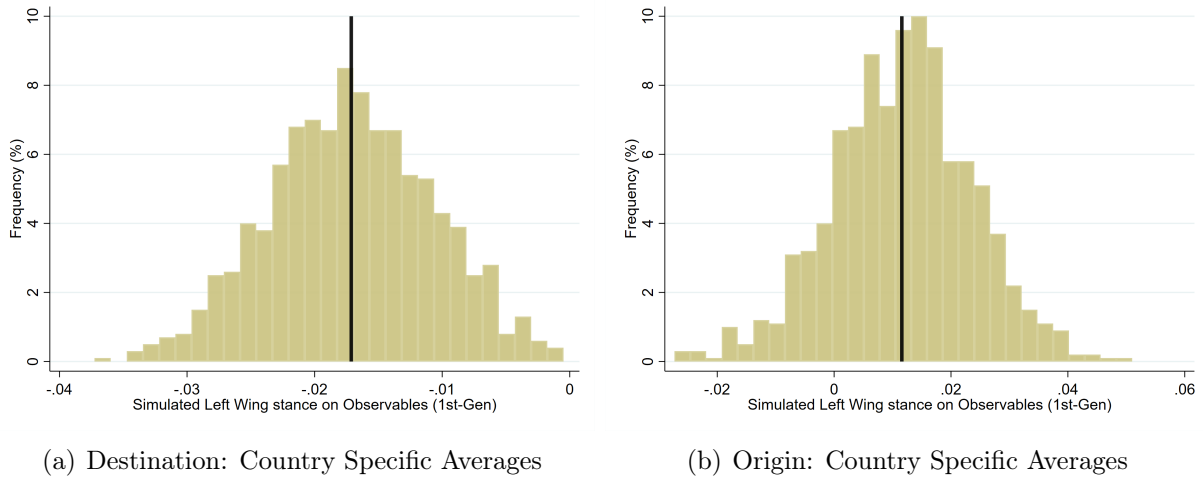 10
8
6
4
2
0
Frequency (%)
-.04 -.03 -.02 -.01 0
Simulated Left Wing stance on Observables (1st-Gen)
(a) Destination: Country Specific Averages
10
8
6
4
2
0
Frequency (%)
-.02 0 .02 .04 .06
Simulated Left Wing stance on Observables (1st-Gen)
(b) Origin: Country Specific Averages